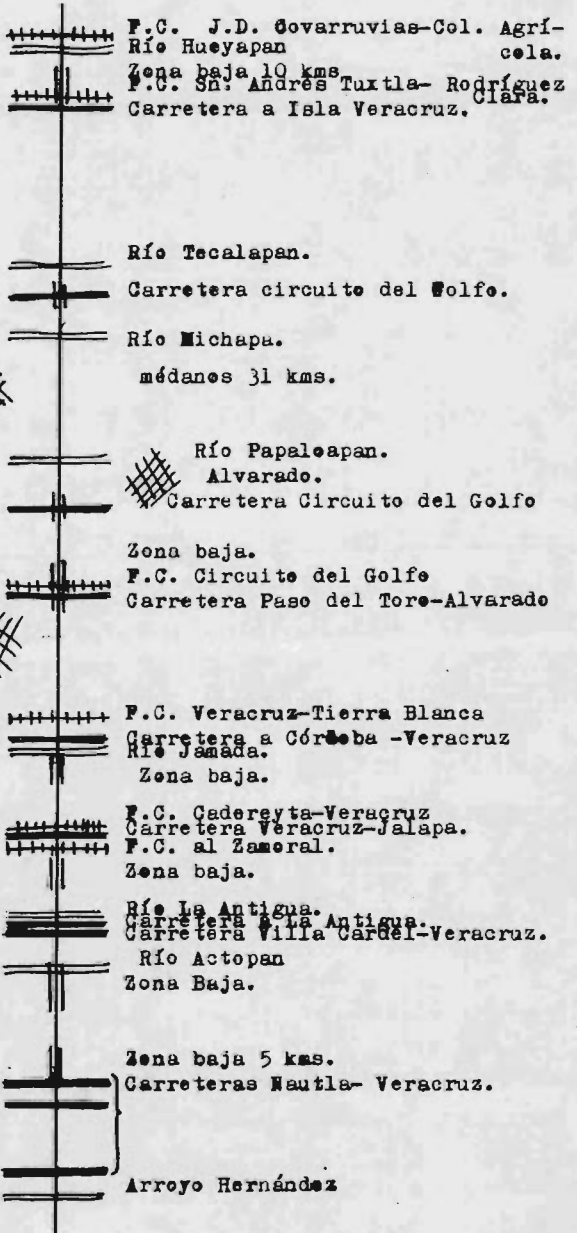 F.C. J.D. Covarruvias-Col. Agrí-
cola.
Río Hueyapan
Zona baja 10 kms
F.C. Sn. Andrés Tuxtla- Rodríguez
Clara.
Carretera a Isla Veracruz.
Río Tecalapan.
Carretera circuito del Golfo.
Río Michapa.
médanos 31 kms.
Río Papaloapan.
Alvarado.
Carretera Circuito del Golfo
Zona baja.
F.C. Circuito del Golfo
Carretera Paso del Toro-Alvarado
F.C. Veracruz-Tierra Blanca
Carretera a Córdoba -Veracruz
Río Jamada.
Zona baja.
F.C. Cadereyta-Veracruz
Carretera Veracruz-Jalapa.
F.C. al Zamoral.
Zona baja.
Río La Antigua.
Carretera a La Antigua.
Carretera Villa Cardel-Veracruz.
Río Actopan
Zona Baja.
Zona baja 5 kms.
Carreteras Nautla- Veracruz.
Arroyo Hernández